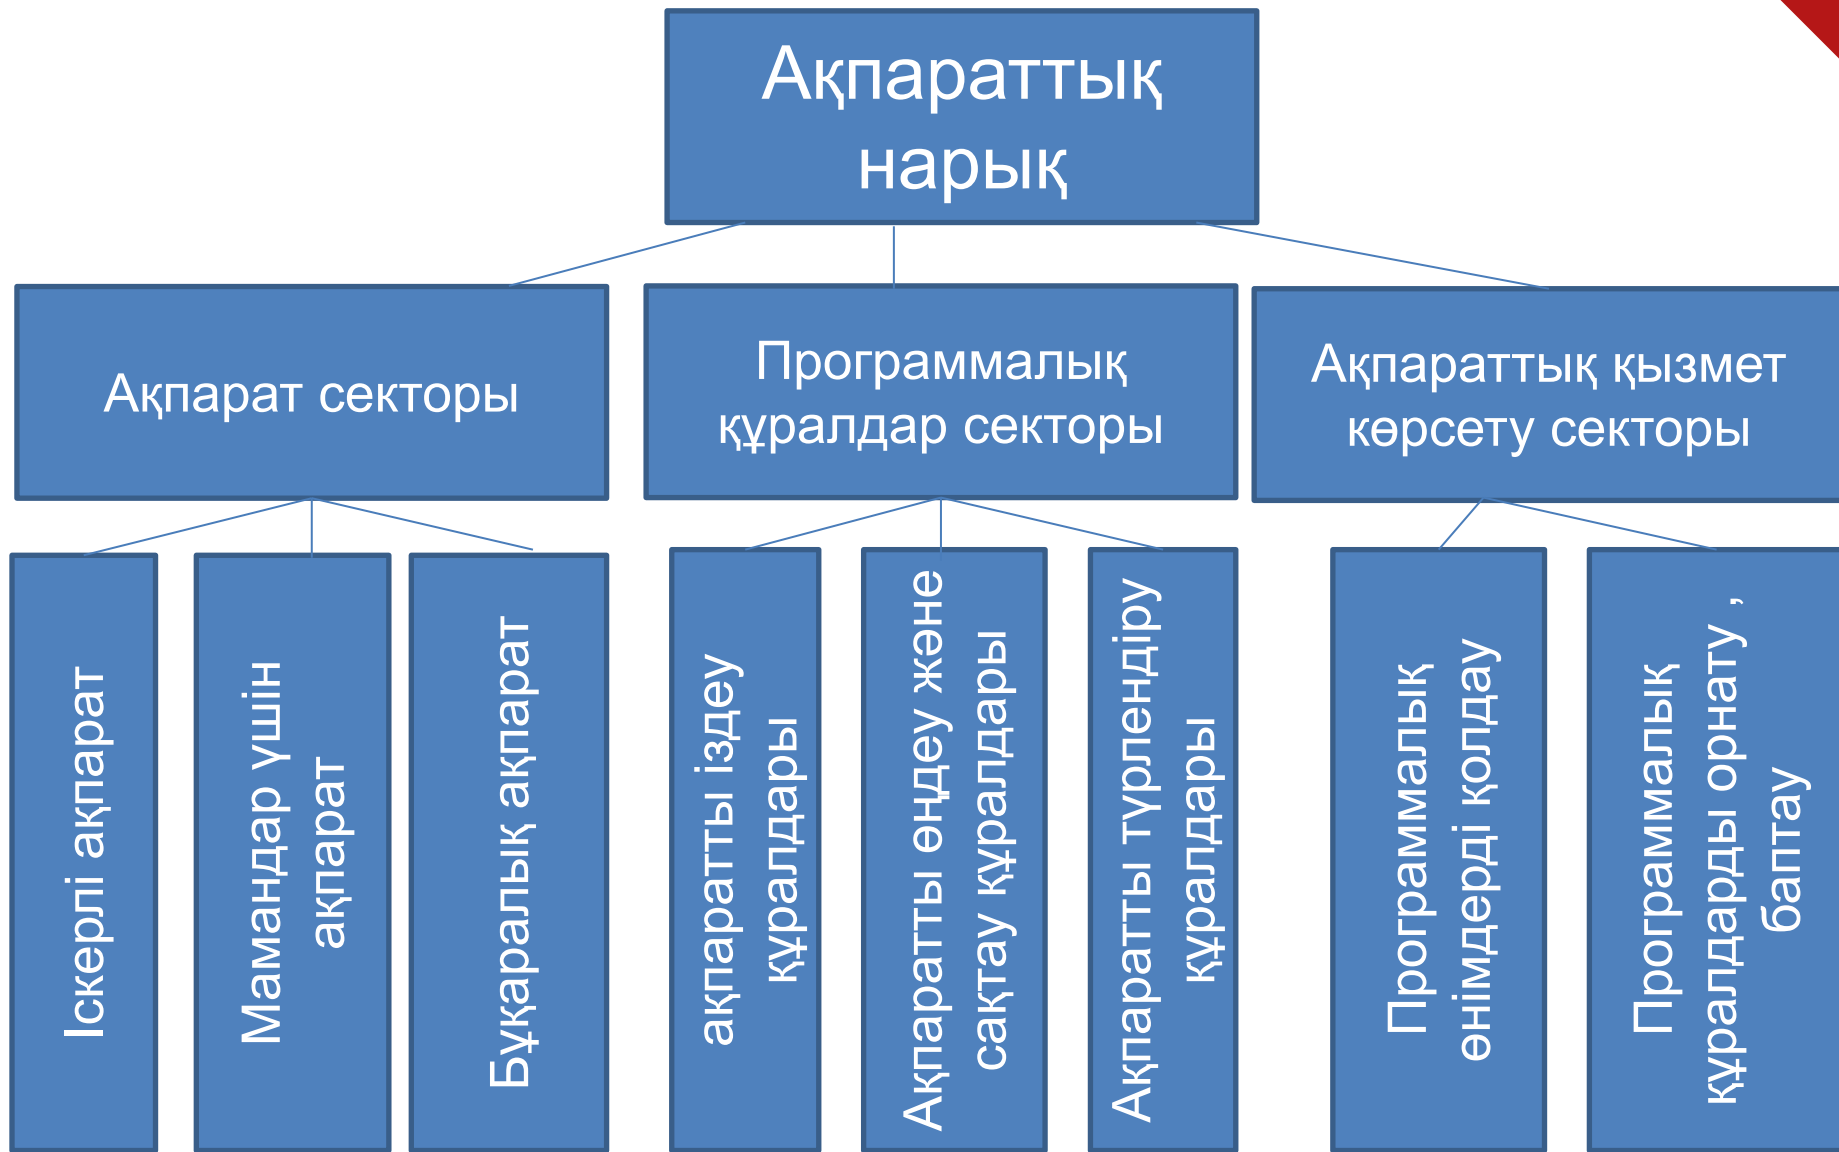 Ақпараттық
нарық
Ақпарат секторы
Программалық
құралдар секторы
Ақпараттық қызмет
көрсету секторы
Іскерлі ақпарат
Мамандар үшін
ақпарат
Бұқаралық ақпарат
ақпаратты іздеу
құралдары
Ақпаратты өңдеу және
сақтау құралдары
Ақпаратты түрлендіру
құралдары
Программалық
өнімдерді қолдау
Программалық
құралдарды орнату ,
баптау